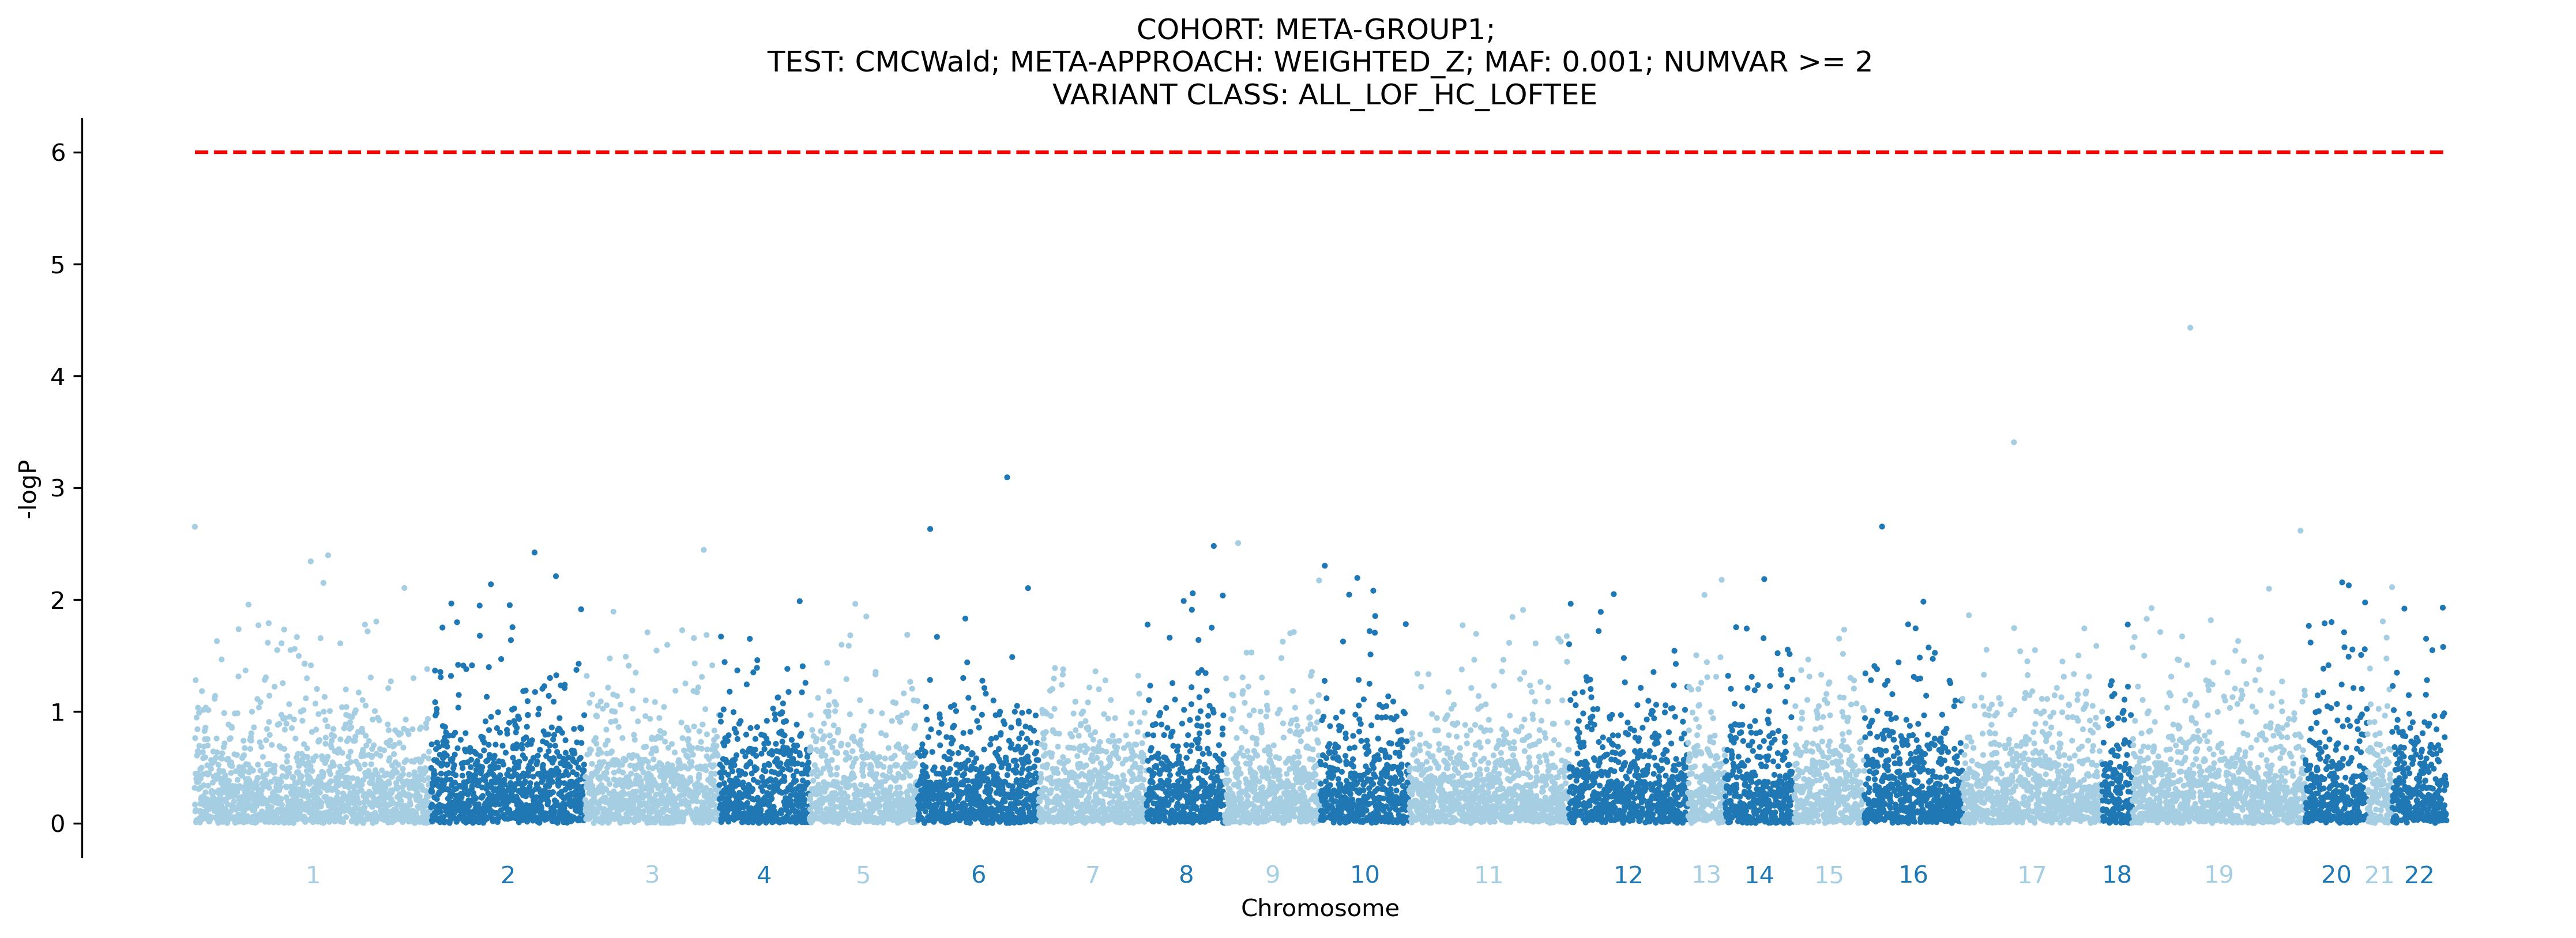 COHORT: META-GROUP1;
TEST: CMCWald; META-APPROACH: WEIGHTED_Z; MAF: 0.001; NUMVAR >= 2
VARIANT CLASS: ALL_LOF_HC_LOFTEE
6
5
4
3
2
1
0
-logP
1 2 3 4 5 6 7 8 9 10 11 12 13 14 15 16 17 18 19 20 21 22
Chromosome